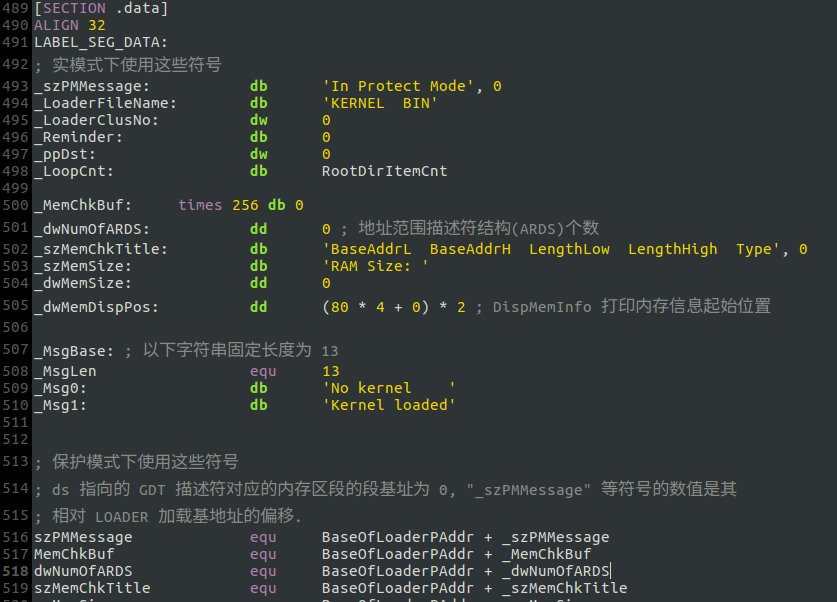 489 [SECTION .data]
490 ALIGN 32
491 LABEL_SEG_DATA:
492 ; 实模式下使用这些符号
493 _szPMMessage: db 'In Protect Mode', 0
494 _LoaderFileName: db 'KERNEL  BIN'
495 _LoaderClusNo: dw 0
496 _Reminder: db 0
497 _ppDst: dw 0
498 _LoopCnt: db RootDirItemCnt
499
500 _MemChkBuf: times 256 db 0
501 _dwNumOfARDS: dd 0 ; 地址范围描述符结构(ARDS)个数
502 _szMemChkTitle: db 'BaseAddrL  BaseAddrH  LengthLow  LengthHigh  Type', 0
503 _szMemSize: db 'RAM Size: '
504 _dwMemSize: dd 0
505 _dwMemDispPos: dd (80 * 4 + 0) * 2 ; DispMemInfo 打印内存信息起始位置
506
507 _MsgBase: ; 以下字符串固定长度为 13
508 _MsgLen equ 13
509 _Msg0: db 'No kernel    '
510 _Msg1: db 'Kernel loaded'
511
512
513 ; 保护模式下使用这些符号
514 ; ds 指向的 GDT 描述符对应的内存区段的段基址为 0, "_szPMMessage" 等符号的数值是其
515 ; 相对 LOADER 加载基地址的偏移.
516 szPMMessage equ BaseOfLoaderPAddr + _szPMMessage
517 MemChkBuf equ BaseOfLoaderPAddr + _MemChkBuf
518 dwNumOfARDS equ BaseOfLoaderPAddr + _dwNumOfARDS
519 szMemChkTitle equ BaseOfLoaderPAddr + _szMemChkTitle